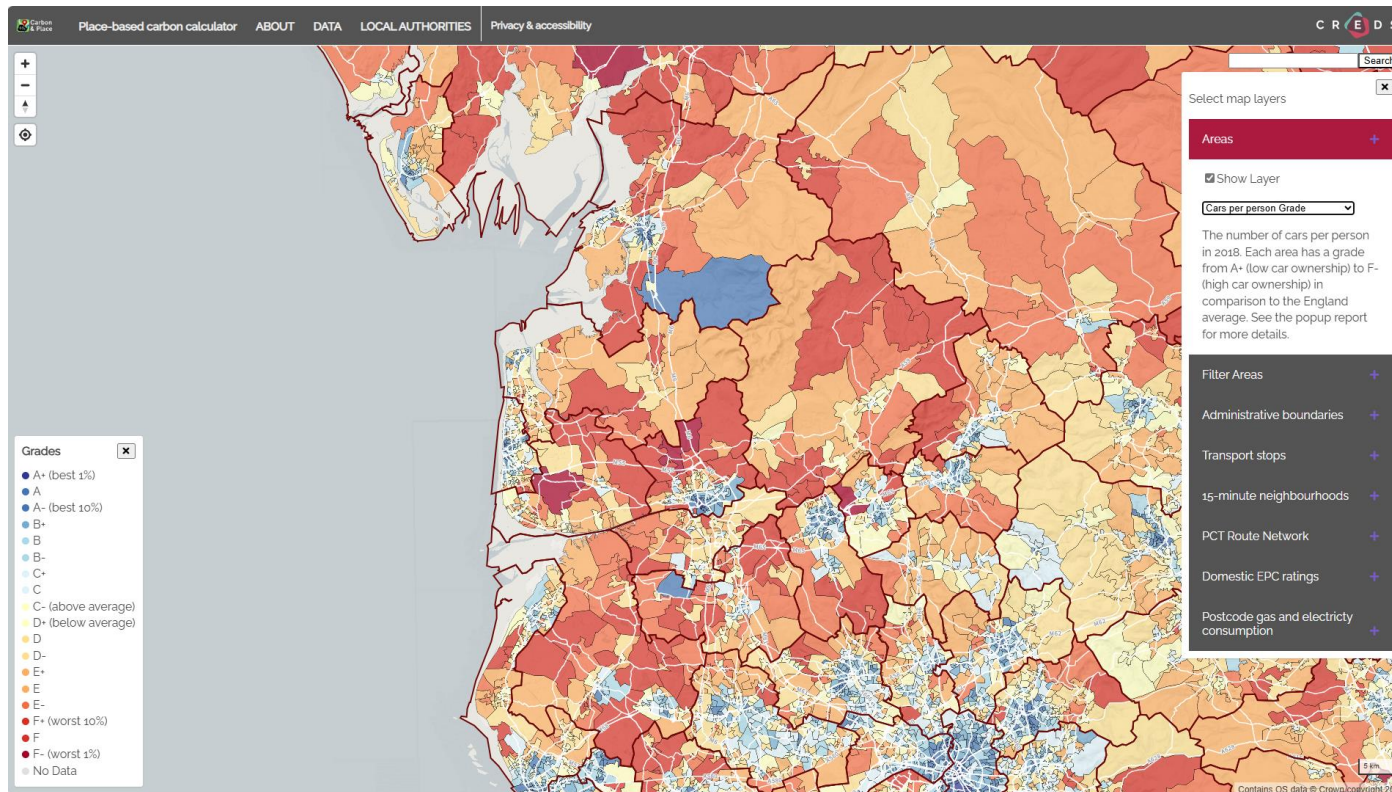 Carbon & Place
Place-based carbon calculator
ABOUT
DATA
LOCAL AUTHORITIES
Privacy & accessibility
C R E D S
Search
Select map layers
Areas
Show Layer
Cars per person Grade
The number of cars per person
in 2018. Each area has a grade
from A+ (low car ownership) to F-
(high car ownership) in
comparison to the England
average. See the popup report
for more details.
Filter Areas
Administrative boundaries
Transport stops
15-minute neighbourhoods
PCT Route Network
Domestic EPC ratings
Postcode gas and electricty
consumption
Grades
A+ (best 1%)
A
A- (best 10%)
B+
B
B-
C+
C
C- (above average)
D+ (below average)
D
D-
E+
E
E-
F+ (worst 10%)
F
F- (worst 1%)
No Data
M62
M62
5 km
Contains OS data © Crown copyright